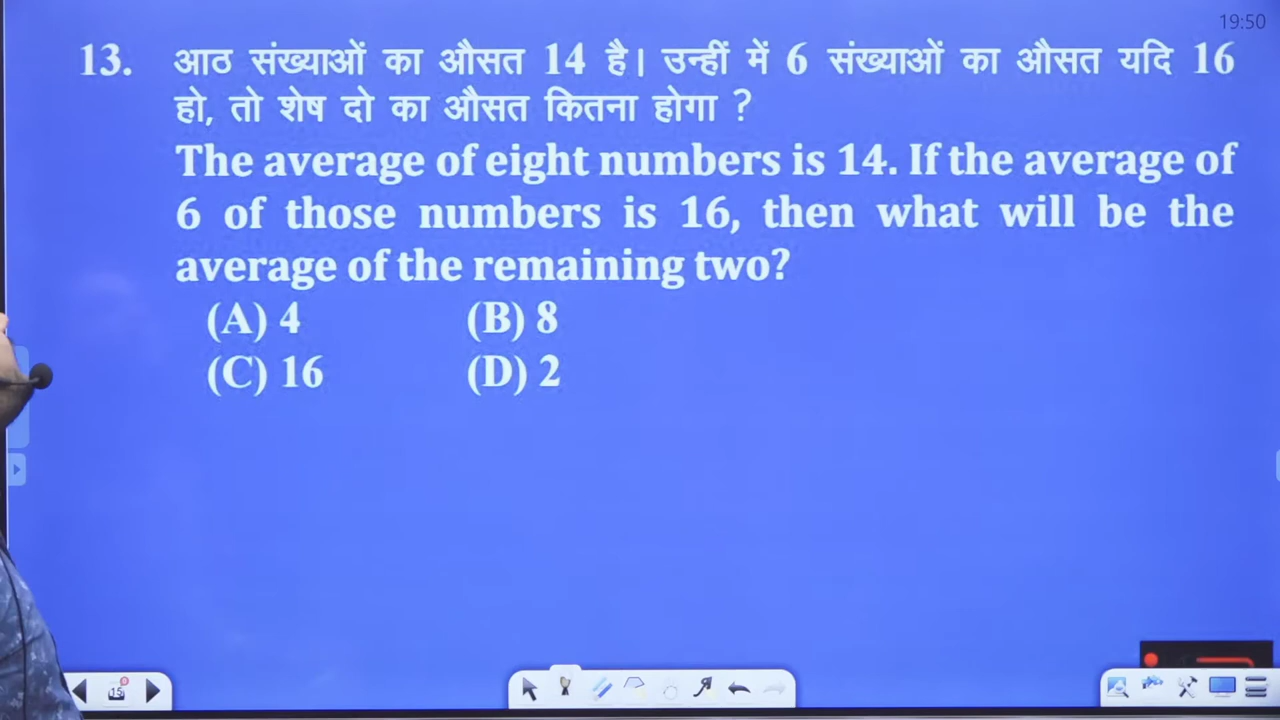 19:50
13. आठ संख्याओं का औसत 14 है। उन्हीं में 6 संख्याओं का औसत यदि 16
हो, तो शेष दो का औसत कितना होगा ?
The average of eight numbers is 14. If the average of
6 of those numbers is 16, then what will be the
average of the remaining two?
(A) 4 (B) 8
(C) 16 (D) 2
15